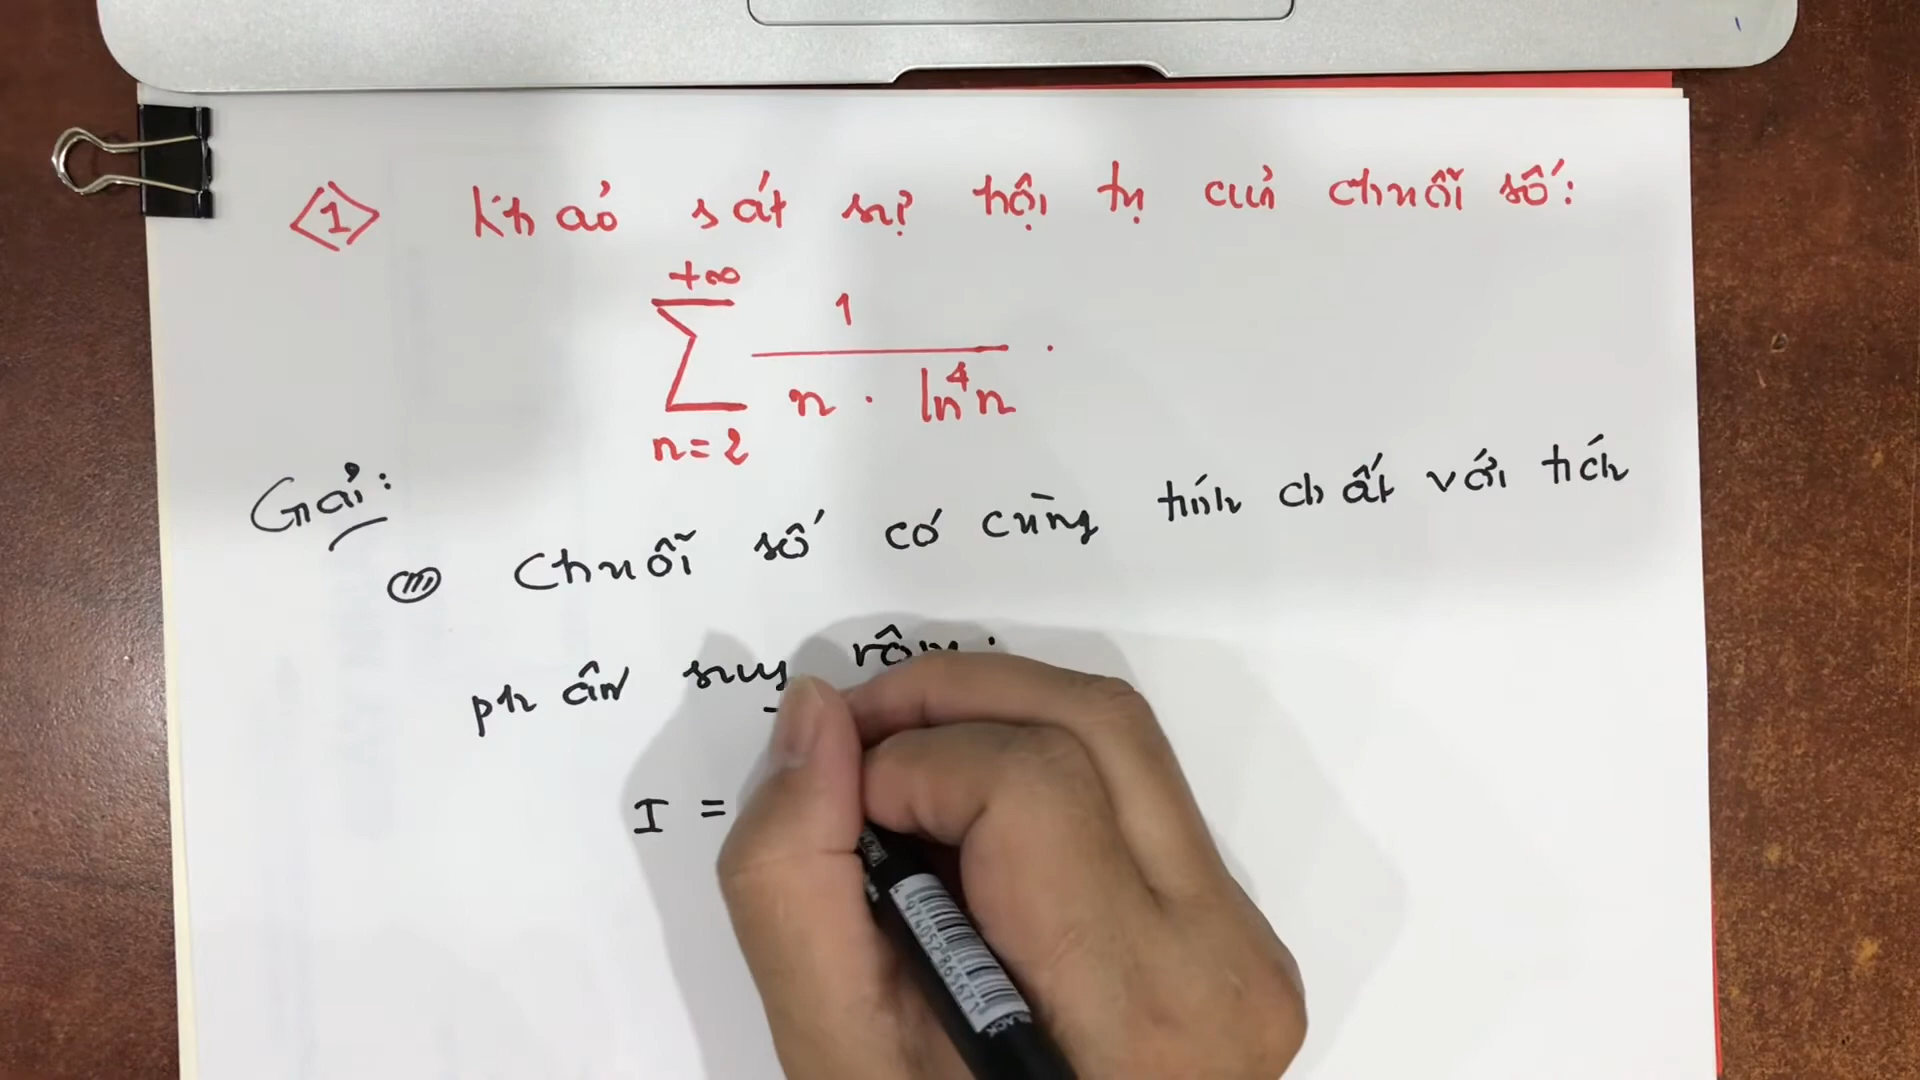 1 Khảo sát sự hội tụ của chuỗi số:
+∞
∑ 1 / (n . ln⁴n) .
n=2
Giải:
Chuỗi số có cùng tính chất với tích
phân suy rộng:
I =
BLACK